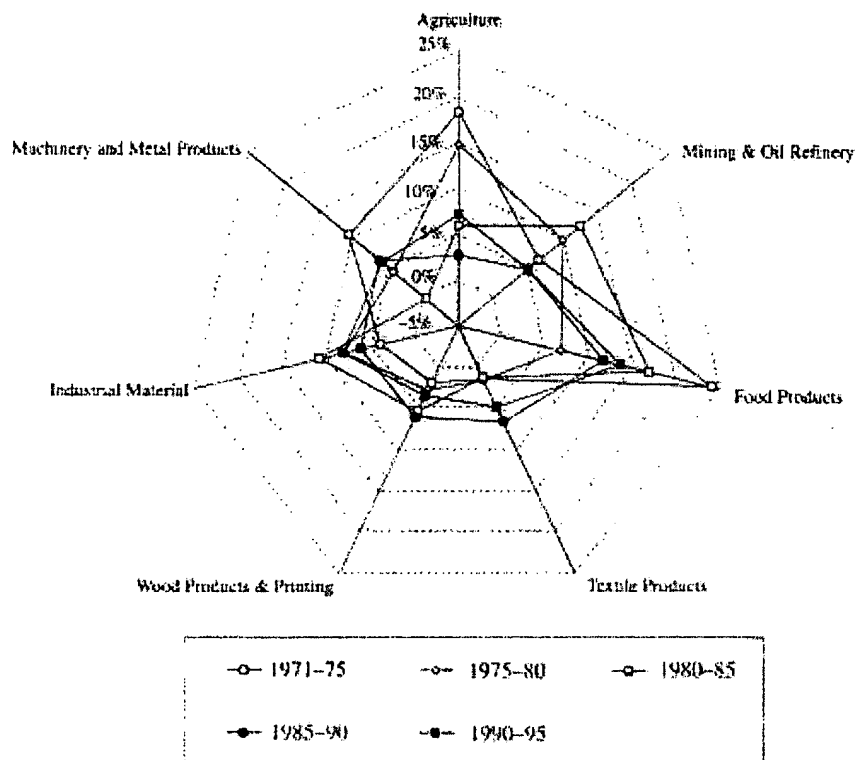 Agriculture
25%
20%
Machinery and Metal Products
15%
Mining & Oil Refinery
10%
5%
0%
-5%
Industrial Material
Food Products
Wood Products & Printing
Textile Products
1971–75
1975–80
1980–85
1985–90
1990–95